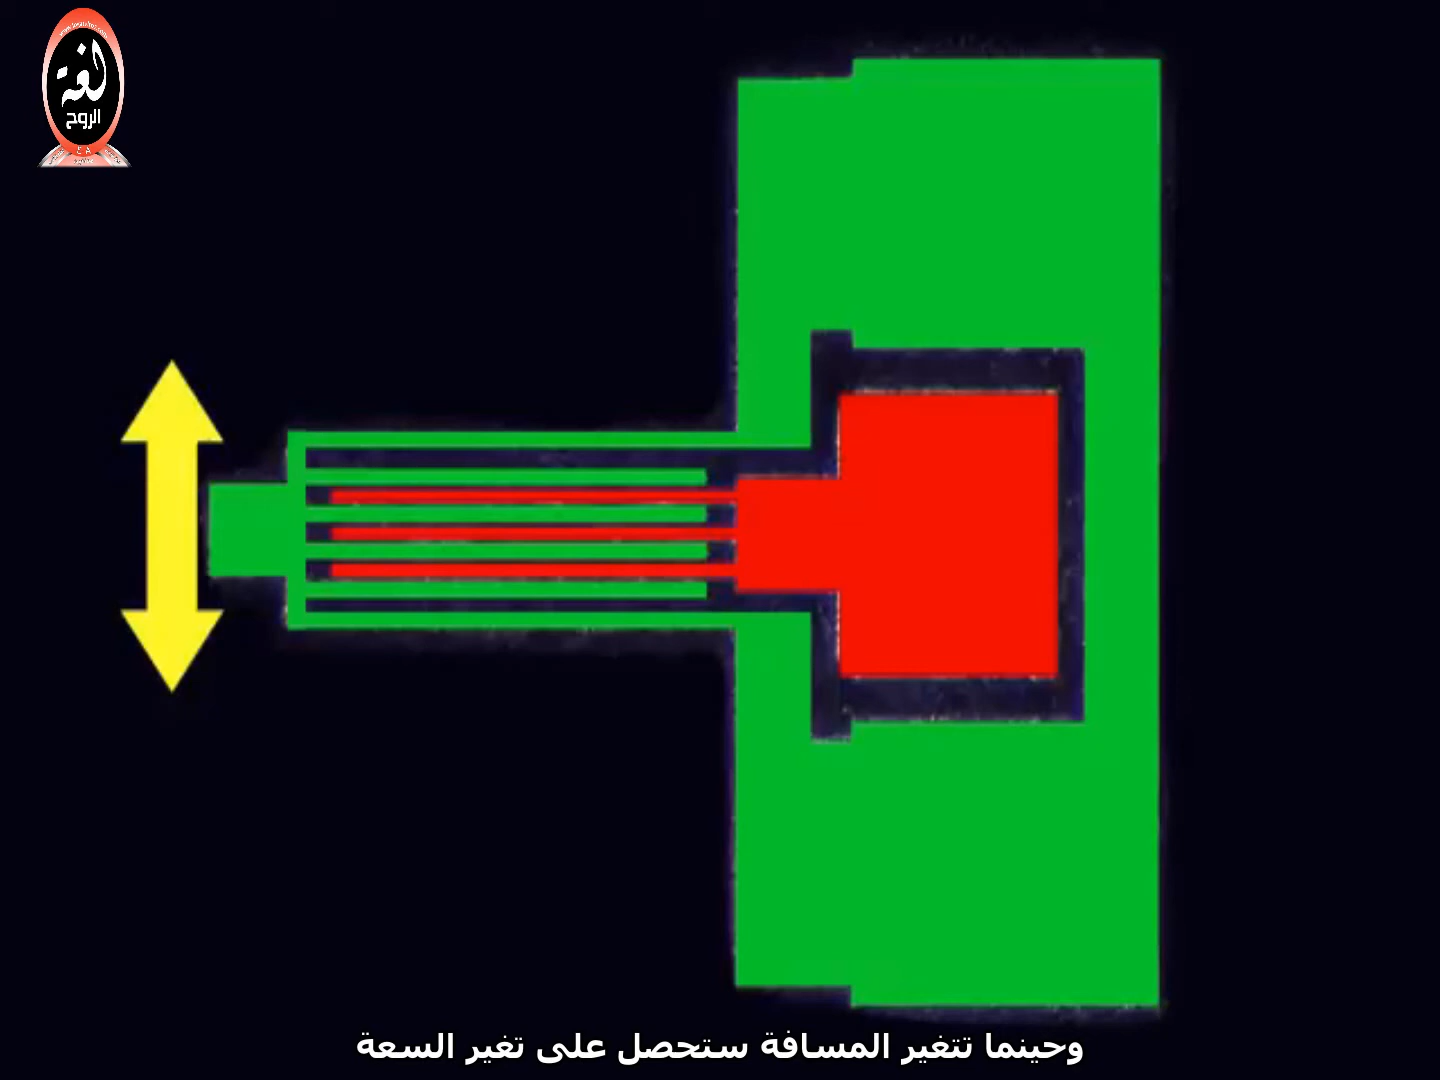 لغة
الروح
وحينما تتغير المسافة ستحصل على تغير السعة